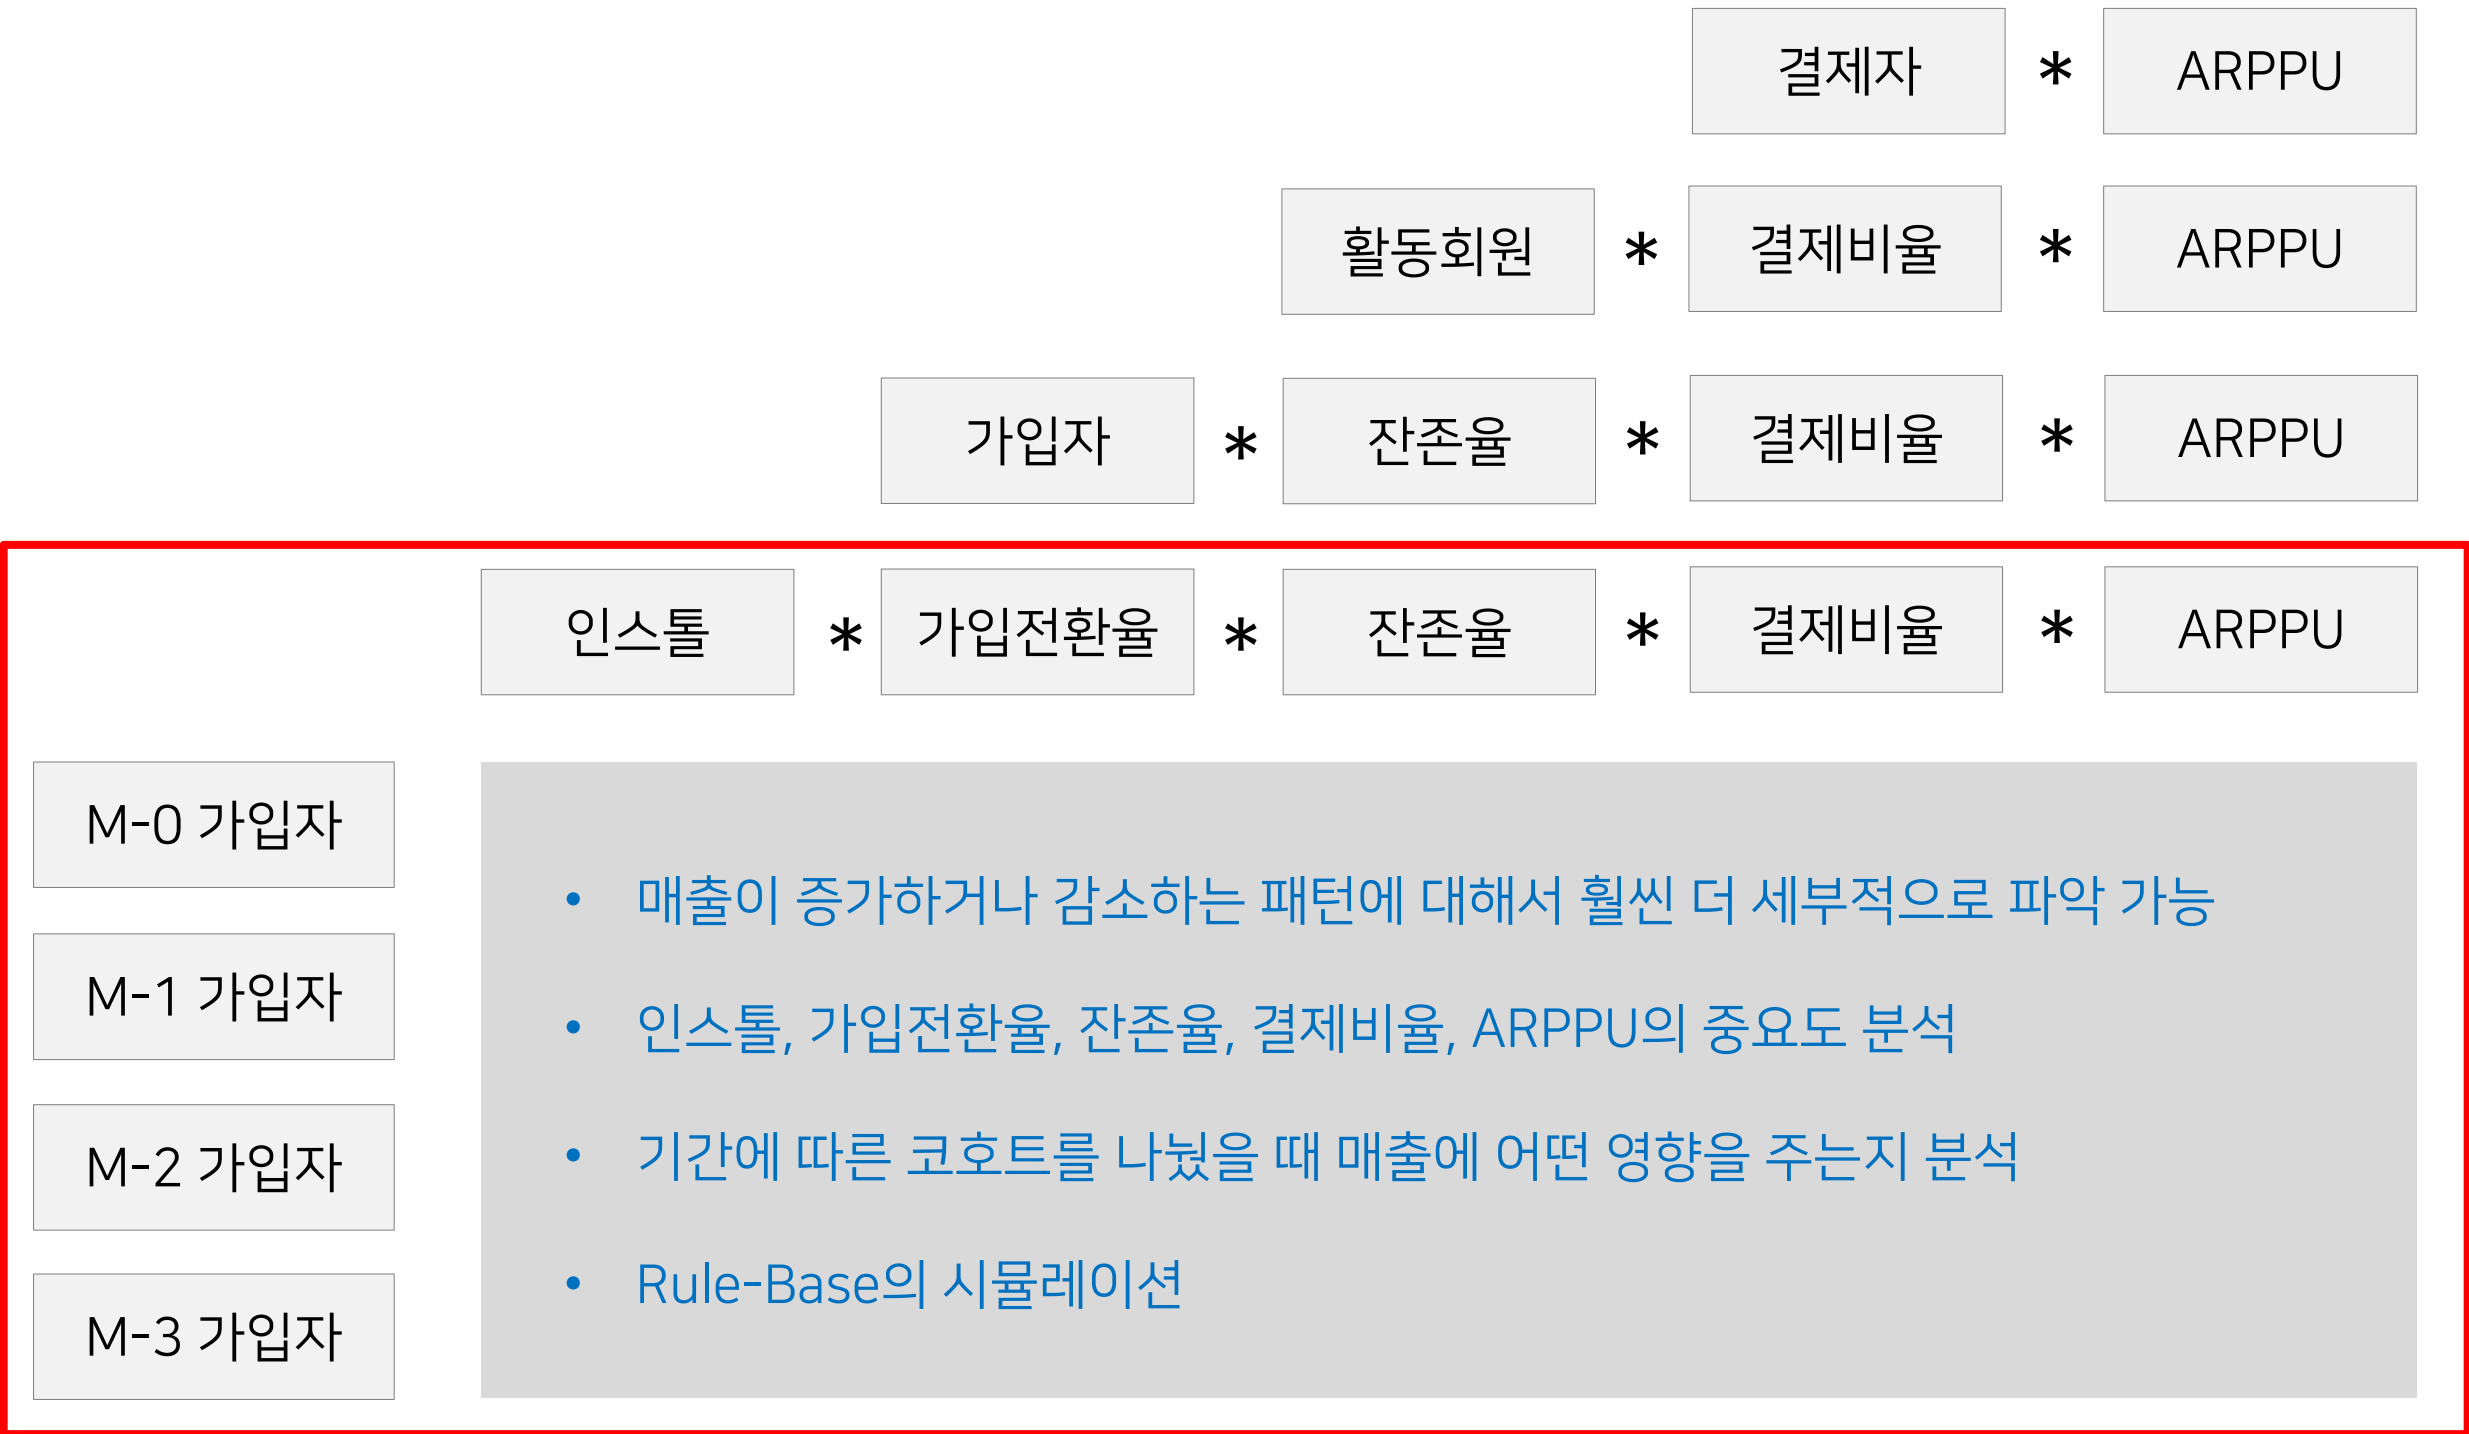 결제자 * ARPPU
활동회원 * 결제비율 * ARPPU
가입자 * 잔존율 * 결제비율 * ARPPU
인스톨 * 가입전환율 * 잔존율 * 결제비율 * ARPPU
M-0 가입자
M-1 가입자
M-2 가입자
M-3 가입자
• 매출이 증가하거나 감소하는 패턴에 대해서 훨씬 더 세부적으로 파악 가능
• 인스톨, 가입전환율, 잔존율, 결제비율, ARPPU의 중요도 분석
• 기간에 따른 코호트를 나눴을 때 매출에 어떤 영향을 주는지 분석
• Rule-Base의 시뮬레이션